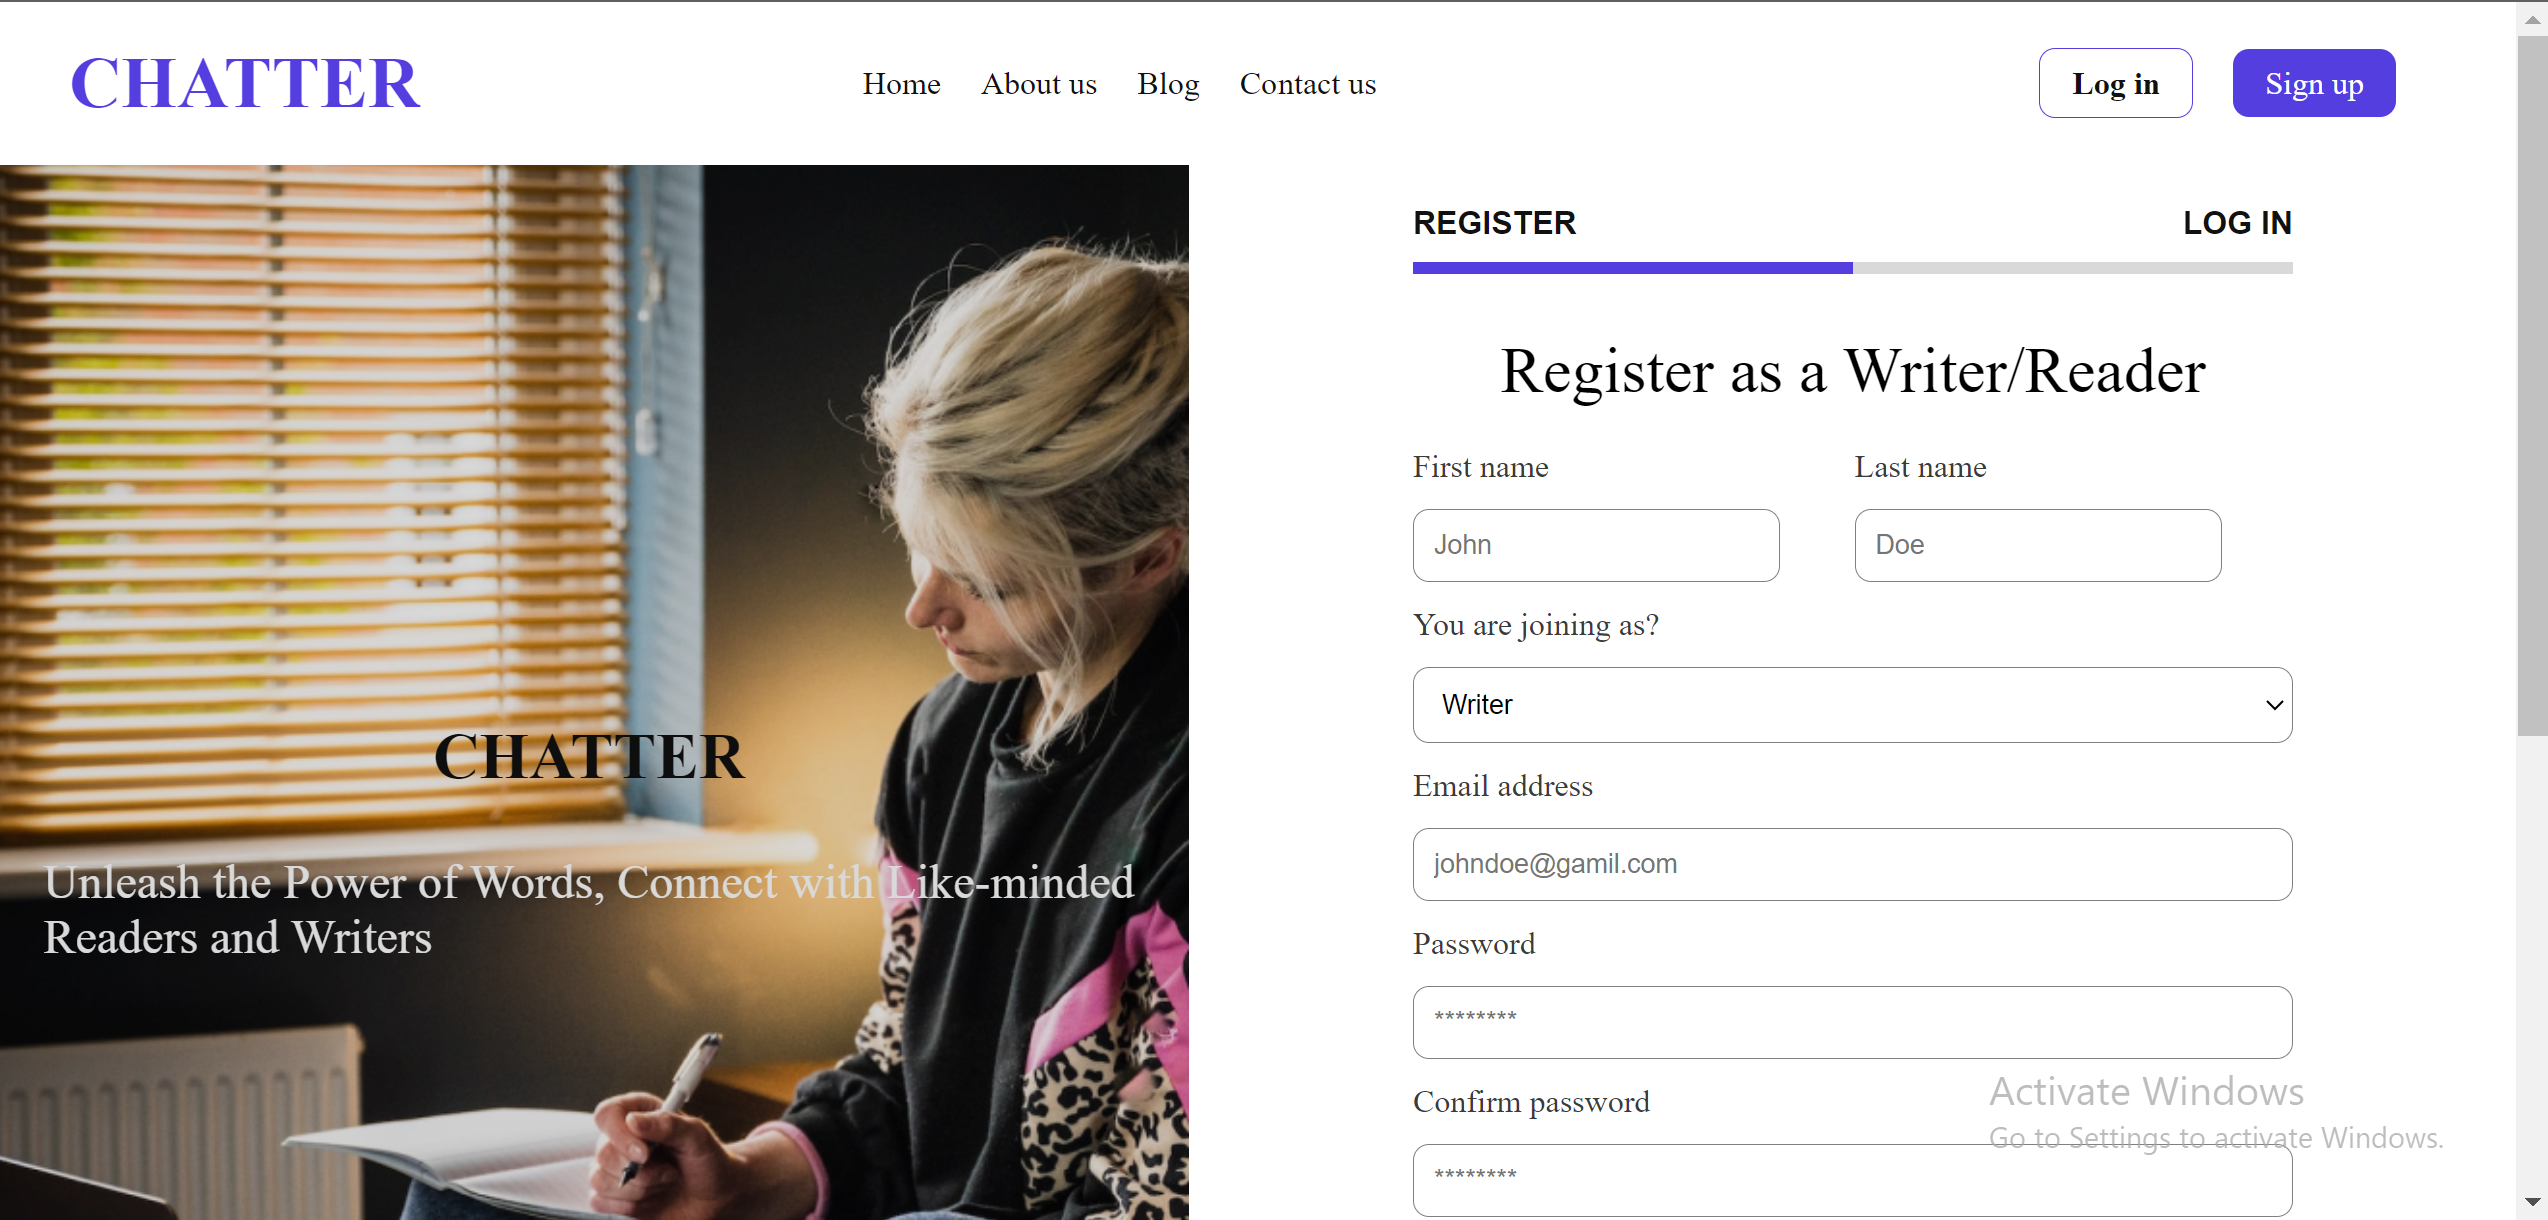 CHATTER
Home About us Blog Contact us
Log in Sign up
CHATTER
Unleash the Power of Words, Connect with Like-minded
Readers and Writers
REGISTER LOG IN
Register as a Writer/Reader
First name Last name
John Doe
You are joining as?
Writer
Email address
johndoe@gamil.com
Password
********
Confirm password
********
Activate Windows
Go to Settings to activate Windows.